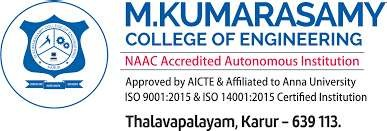 M.KUMARASAMY
COLLEGE OF ENGINEERING
NAAC Accredited Autonomous Institution
Approved by AICTE & Affiliated to Anna University
ISO 9001:2015 & ISO 14001:2015 Certified Institution
Thalavapalayam, Karur – 639 113.